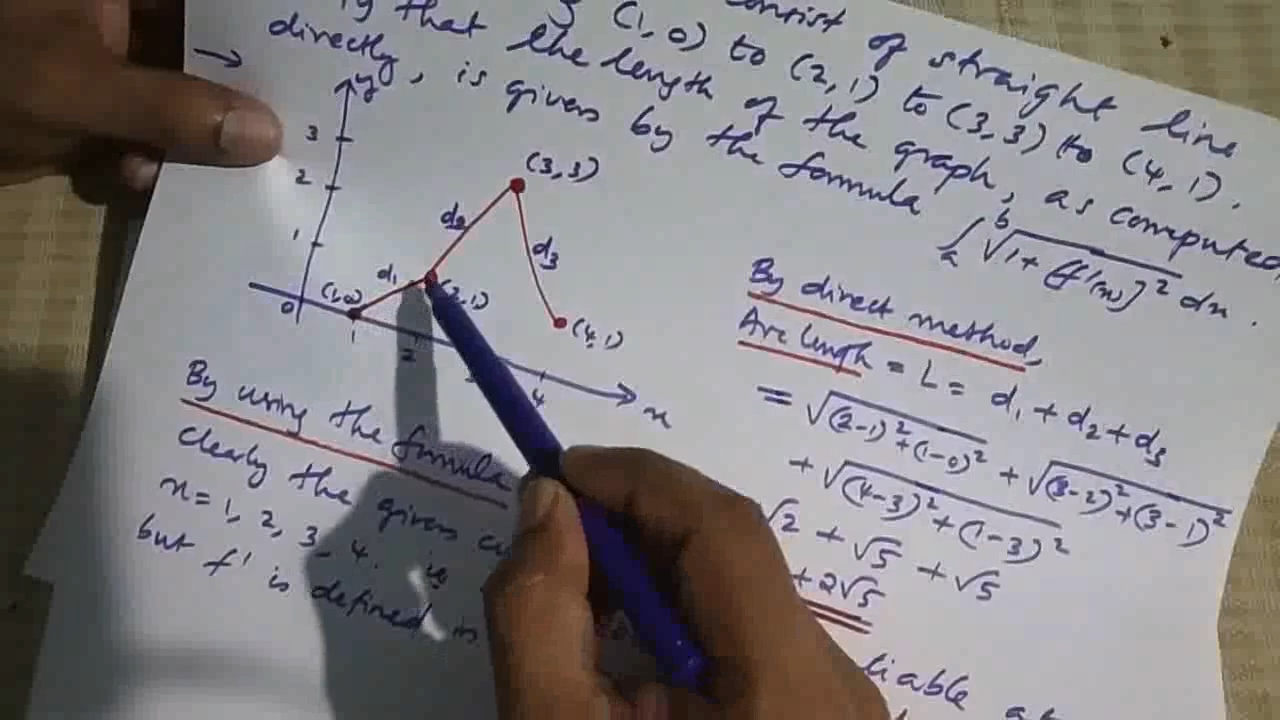 consist of straight line
(1,0) to (2,1) to (3,3) to (4,1).
that the length of the graph, as computed
directly, is given by the formula ∫ₐᵇ √1+(f'(x))² dx.
→
y
3
2
1
0
(3,3)
d2
d3
d1
(1,0)
(2,1)
(4,1)
1
2
4
x
By direct method,
Arc length = L = d1 + d2 + d3
= √(2-1)²+(1-0)² + √(3-2)²+(3-1)²
+ √(4-3)²+(1-3)²
√2 + √5 + √5
+ 2√5
By using the formula
clearly the given
x = 1, 2, 3, 4. is
but f' is defined in
liable at